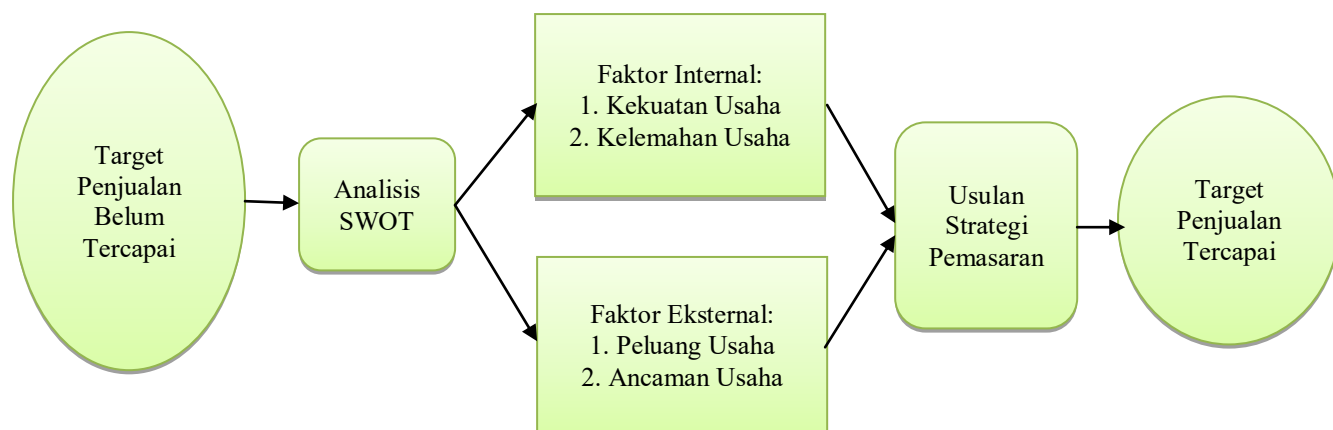 Target
Penjualan
Belum
Tercapai
Analisis
SWOT
Faktor Internal:
1. Kekuatan Usaha
2. Kelemahan Usaha
Faktor Eksternal:
1. Peluang Usaha
2. Ancaman Usaha
Usulan
Strategi
Pemasaran
Target
Penjualan
Tercapai